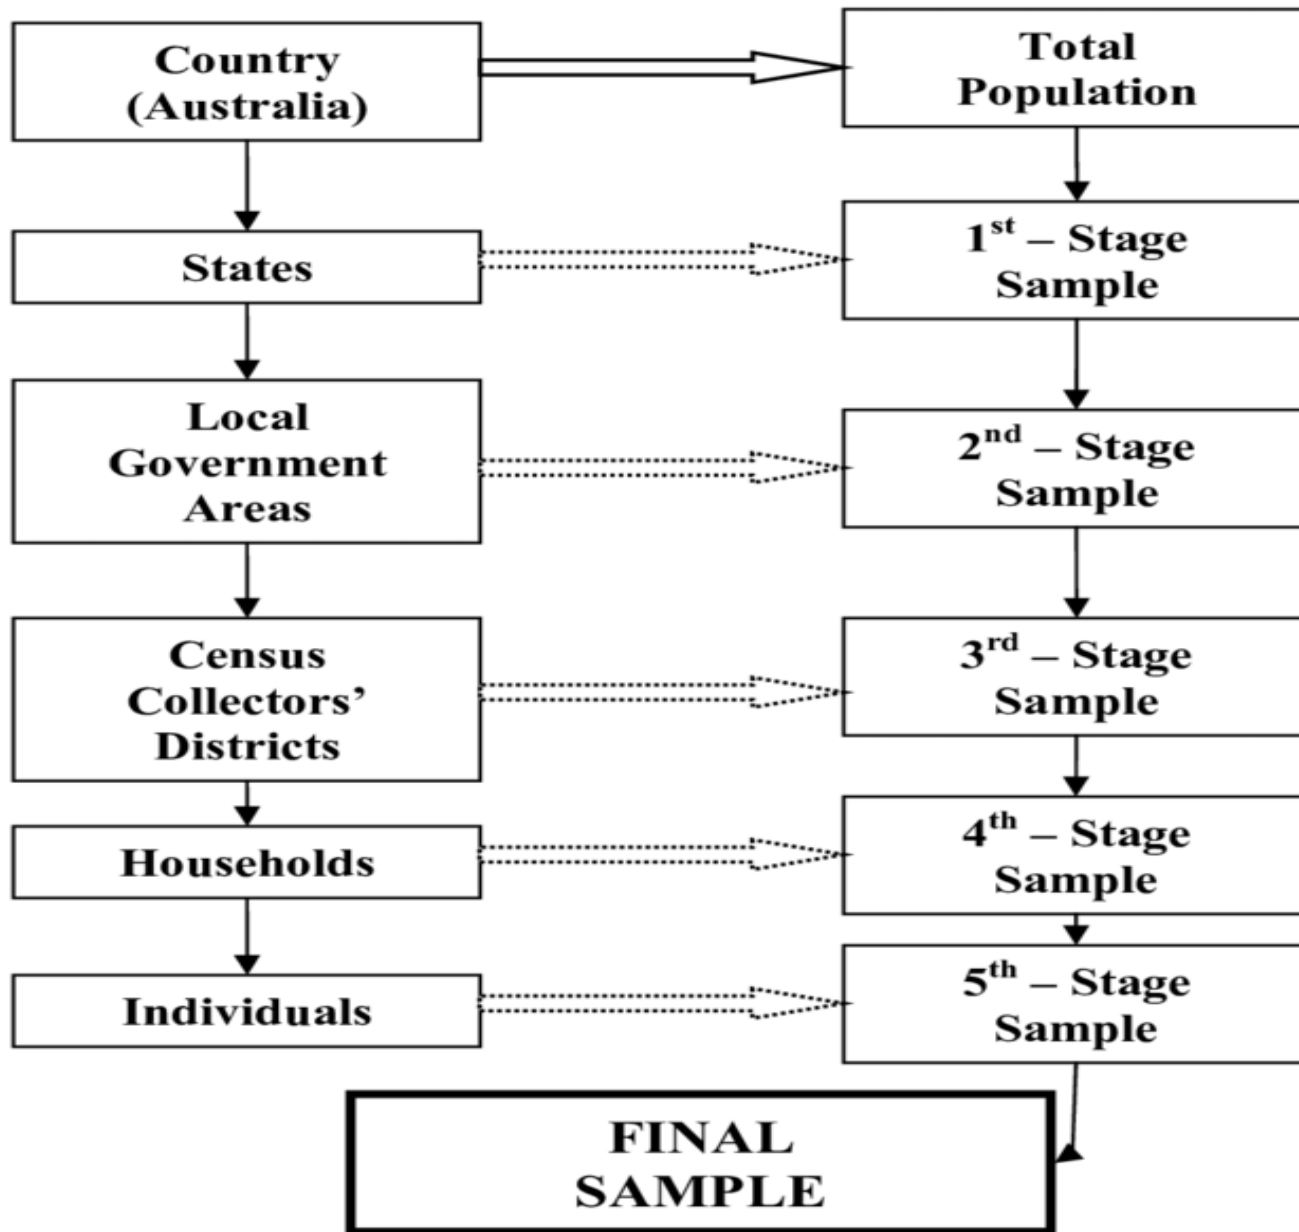 Country
(Australia)
Total
Population
States
1st – Stage
Sample
Local
Government
Areas
2nd – Stage
Sample
Census
Collectors’
Districts
3rd – Stage
Sample
Households
4th – Stage
Sample
Individuals
5th – Stage
Sample
FINAL
SAMPLE